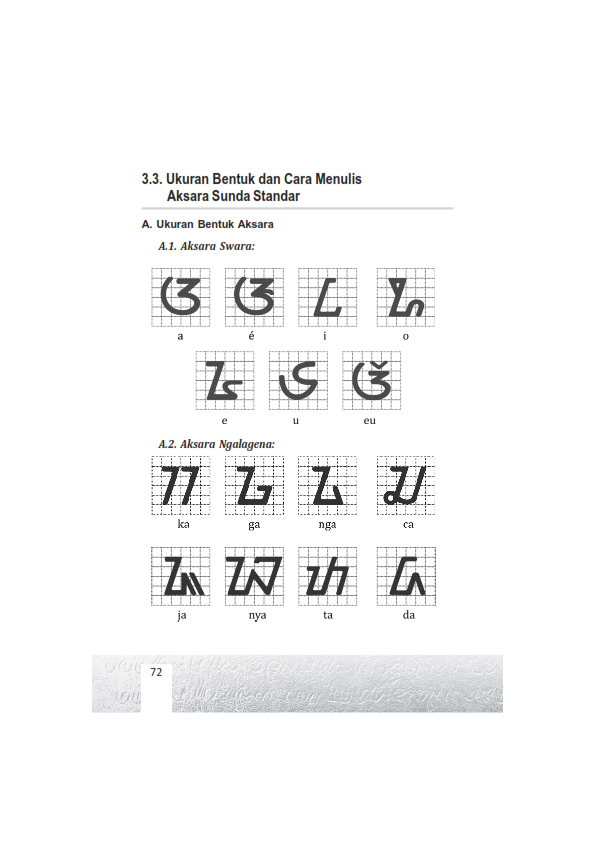 3.3. Ukuran Bentuk dan Cara Menulis
Aksara Sunda Standar
A. Ukuran Bentuk Aksara
A.1. Aksara Swara:
ᮃ ᮆ ᮄ ᮇ
a é i o
ᮈ ᮅ ᮉ
e u eu
A.2. Aksara Ngalagena:
ᮊ ᮌ ᮍ ᮎ
ka ga nga ca
ᮏ ᮑ ᮒ ᮓ
ja nya ta da
72